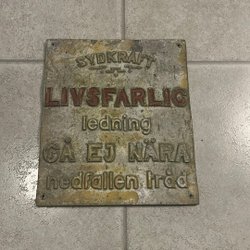 SYDKRAFT
LIVSFARLIG
ledning
GÅ EJ NÄRA
nedfallen tråd